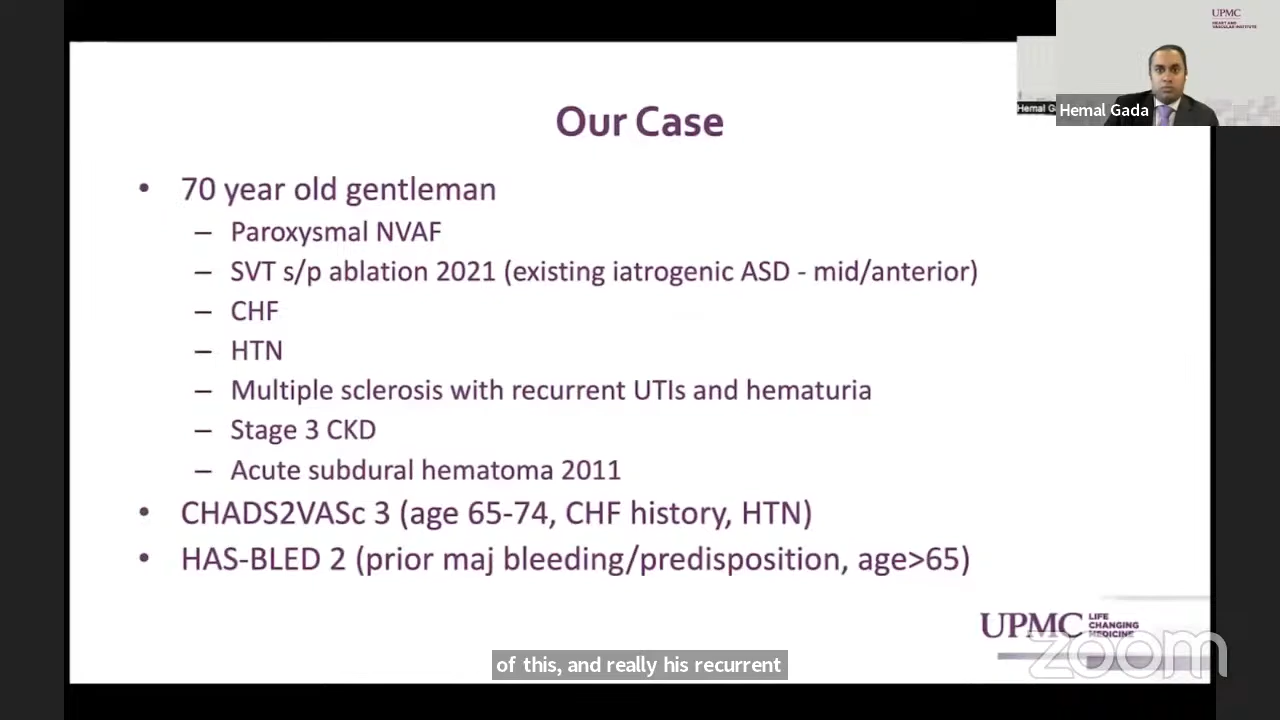 UPMC
HEART AND
VASCULAR INSTITUTE
Hemal G
Hemal Gada
Our Case
• 70 year old gentleman
– Paroxysmal NVAF
– SVT s/p ablation 2021 (existing iatrogenic ASD - mid/anterior)
– CHF
– HTN
– Multiple sclerosis with recurrent UTIs and hematuria
– Stage 3 CKD
– Acute subdural hematoma 2011
• CHADS2VASc 3 (age 65-74, CHF history, HTN)
• HAS-BLED 2 (prior maj bleeding/predisposition, age>65)
UPMC LIFE
CHANGING
MEDICINE
zoom
of this, and really his recurrent